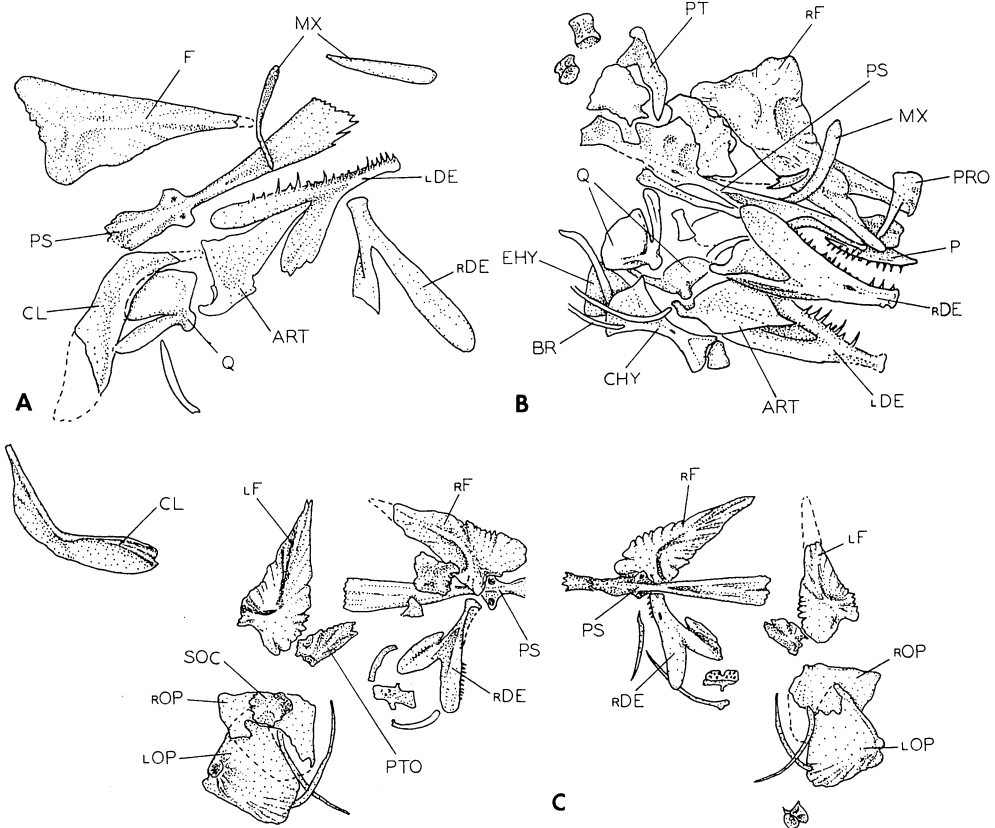 MX
F
LDE
PS
RDE
CL
ART
Q
A
PT
RF
PS
MX
PRO
Q
P
EHY
RDE
BR
CHY
ART
LDE
B
CL
LF
RF
PS
SOC
ROP
RDE
LOP
PTO
RF
LF
PS
ROP
RDE
LOP
C